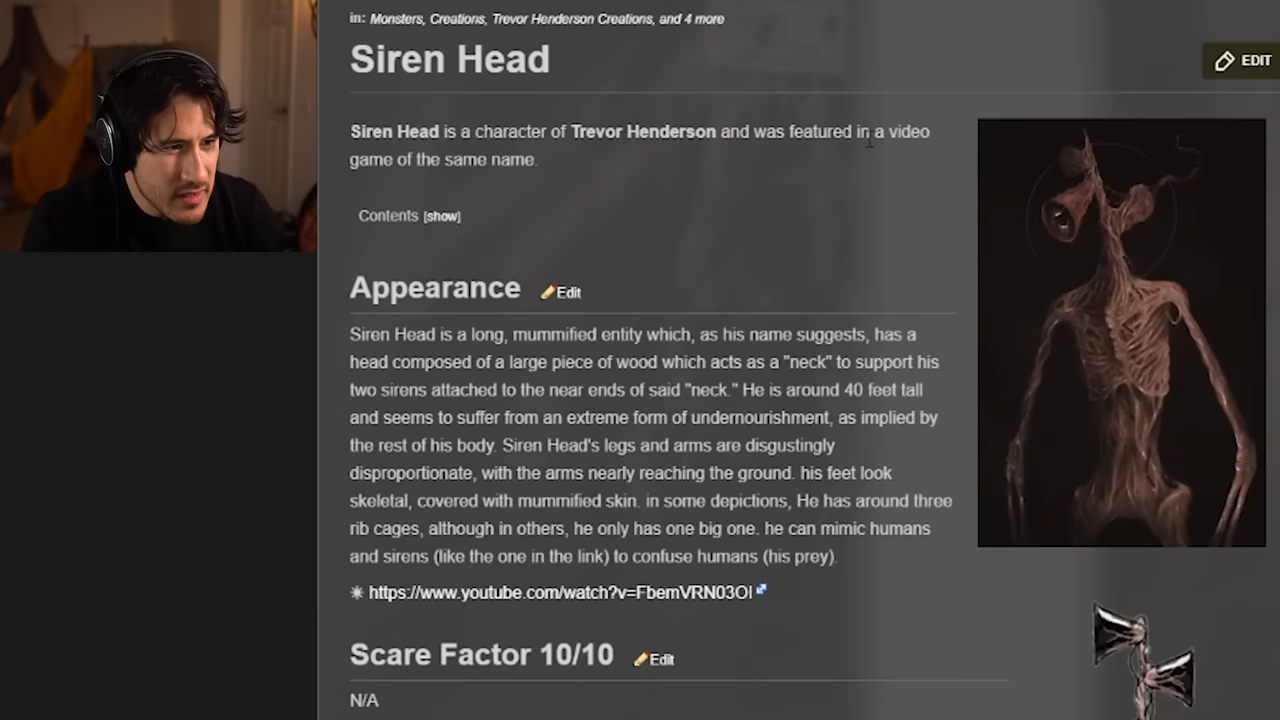 in: Monsters, Creations, Trevor Henderson Creations, and 4 more
Siren Head
EDIT
Siren Head is a character of Trevor Henderson and was featured in a video
game of the same name.
Contents [show]
Appearance Edit
Siren Head is a long, mummified entity which, as his name suggests, has a
head composed of a large piece of wood which acts as a "neck" to support his
two sirens attached to the near ends of said "neck." He is around 40 feet tall
and seems to suffer from an extreme form of undernourishment, as implied by
the rest of his body. Siren Head's legs and arms are disgustingly
disproportionate, with the arms nearly reaching the ground. his feet look
skeletal, covered with mummified skin. in some depictions, He has around three
rib cages, although in others, he only has one big one. he can mimic humans
and sirens (like the one in the link) to confuse humans (his prey).
https://www.youtube.com/watch?v=FbemVRN03OI
Scare Factor 10/10 Edit
N/A